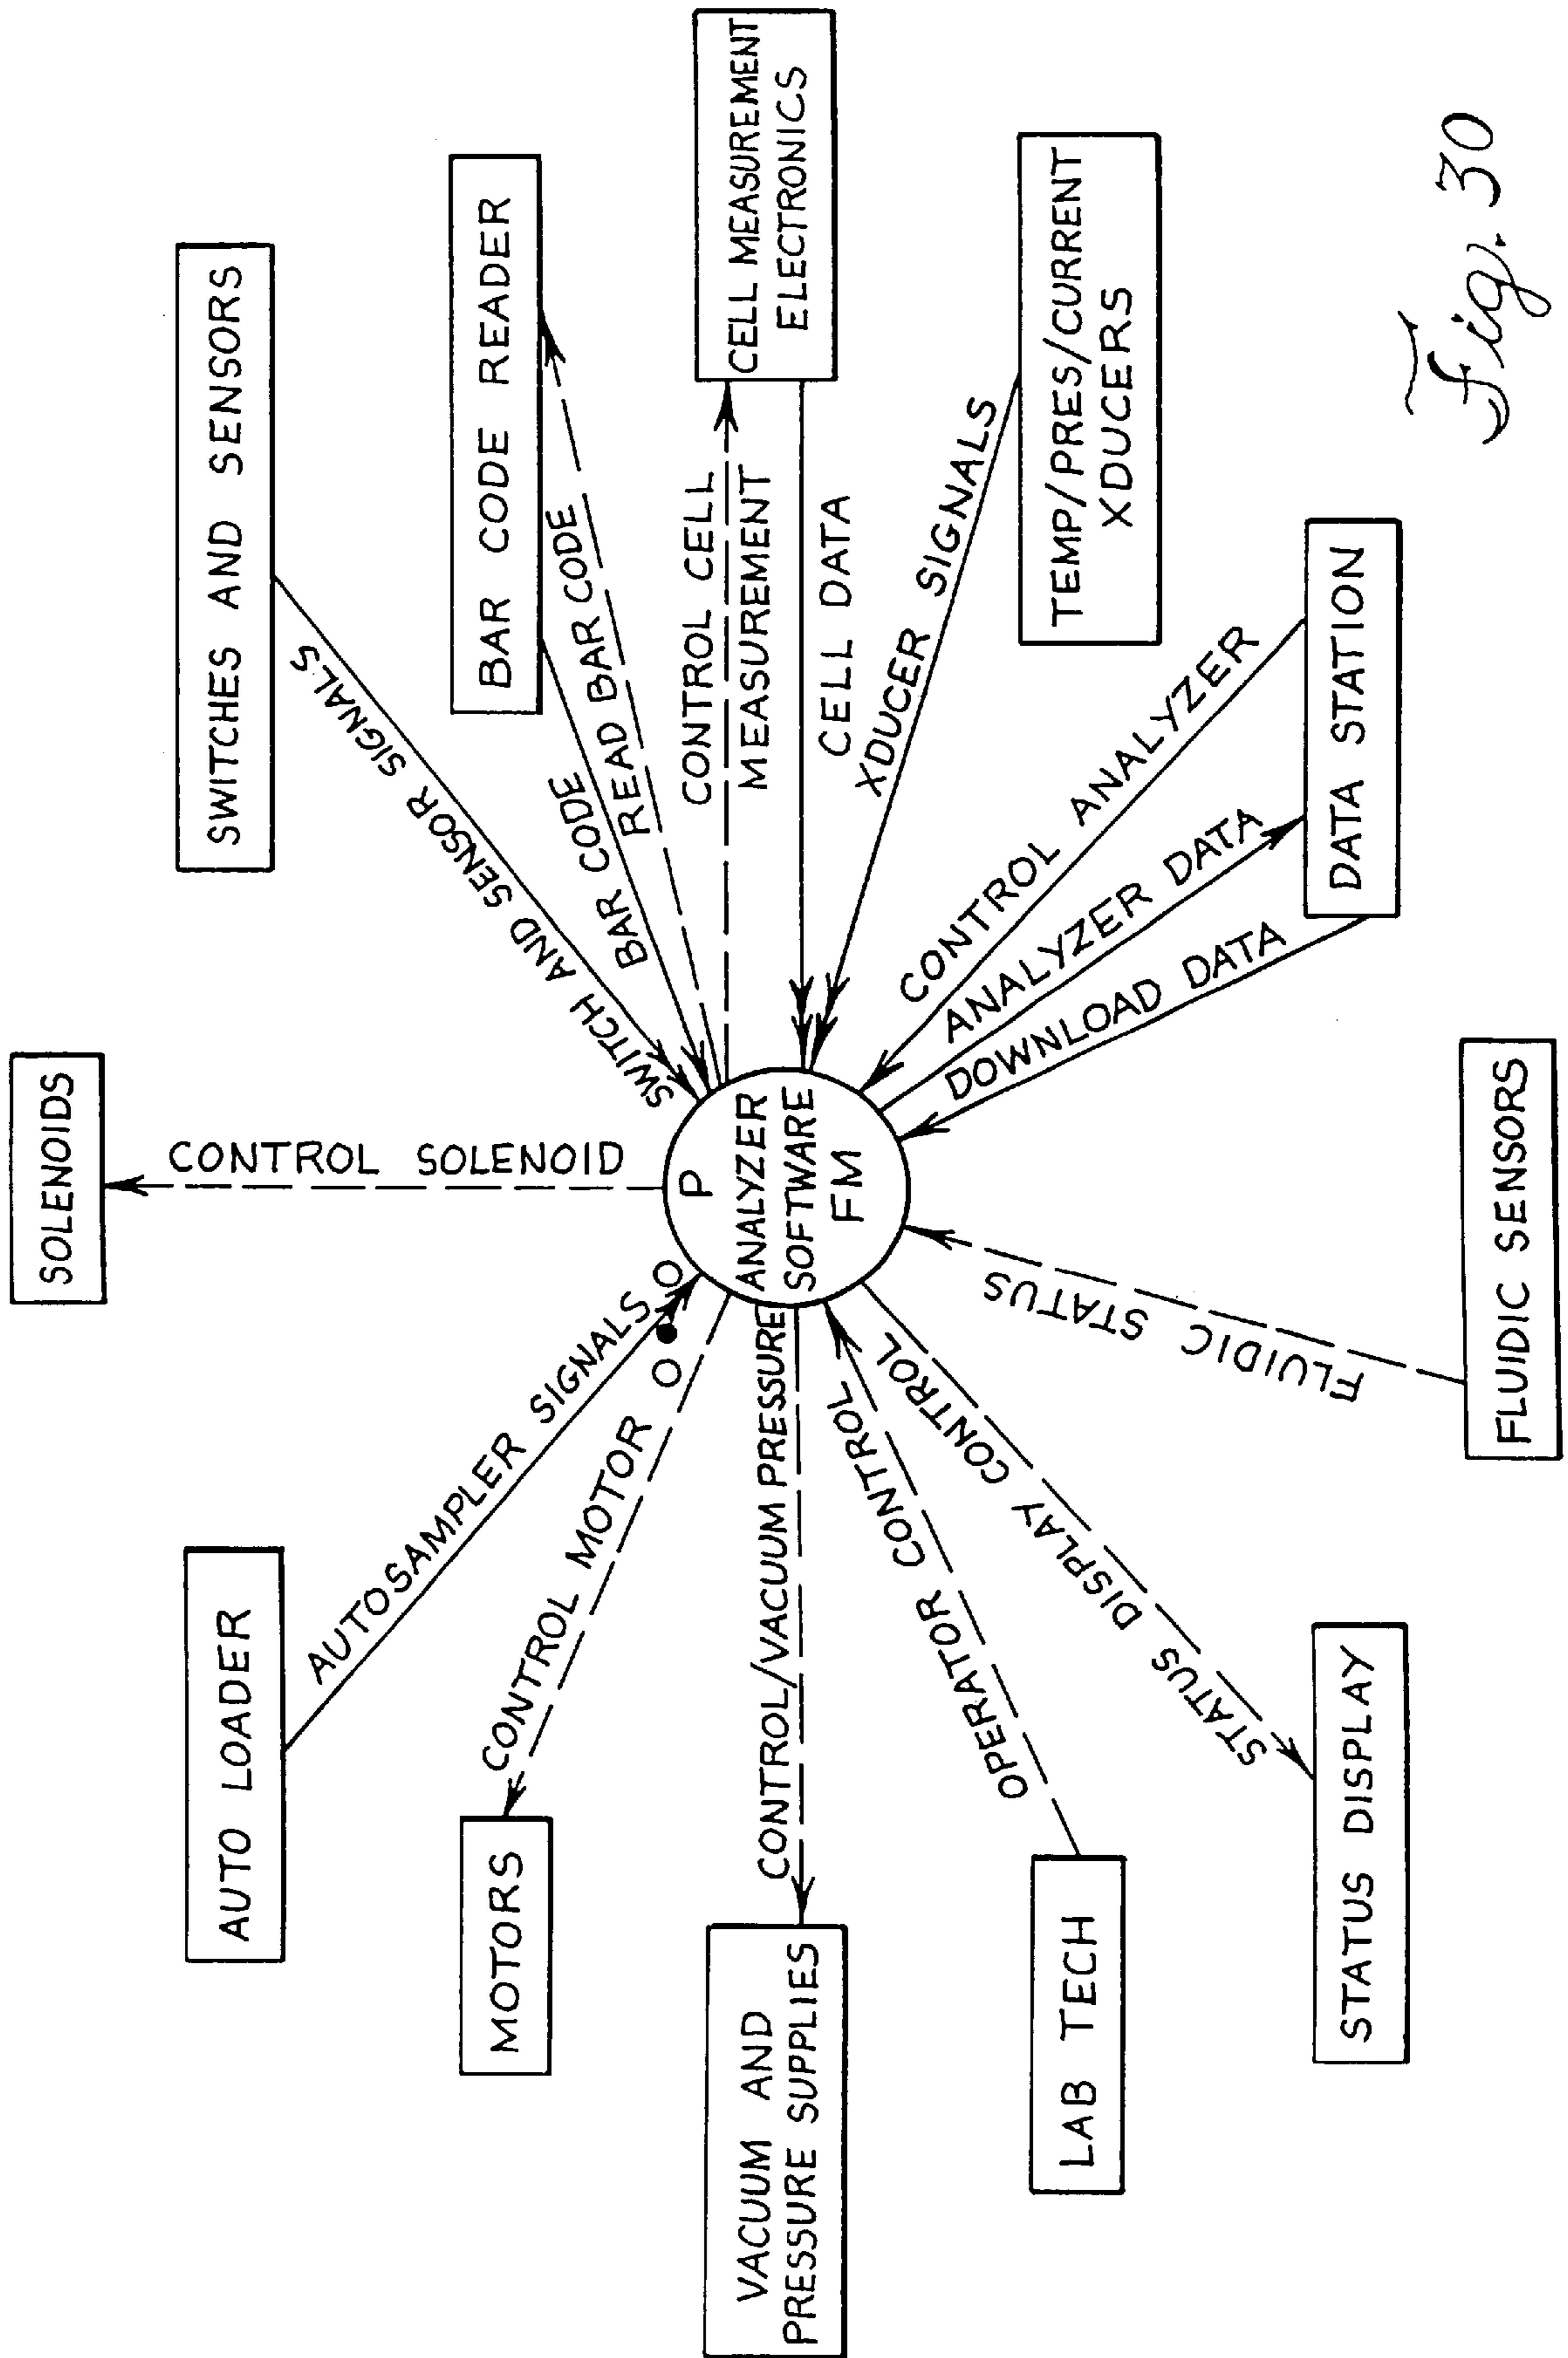 SOLENOIDS
CONTROL SOLENOID
AUTO LOADER
AUTOSAMPLER SIGNALS
SWITCHES AND SENSORS
SWITCH AND SENSOR SIGNALS
MOTORS
CONTROL MOTOR
BAR CODE READER
BAR CODE
READ BAR CODE
VACUUM AND
PRESSURE SUPPLIES
CONTROL/VACUUM PRESSURE
P
ANALYZER
SOFTWARE
FM
CONTROL CELL
MEASUREMENT
CELL DATA
CELL MEASUREMENT
ELECTRONICS
LAB TECH
OPERATOR CONTROL
XDUCER SIGNALS
TEMP/PRES/CURRENT
XDUCERS
STATUS DISPLAY
STATUS DISPLAY CONTROL
CONTROL ANALYZER
ANALYZER DATA
DOWNLOAD DATA
DATA STATION
FLUIDIC STATUS
FLUIDIC SENSORS
Fig. 30